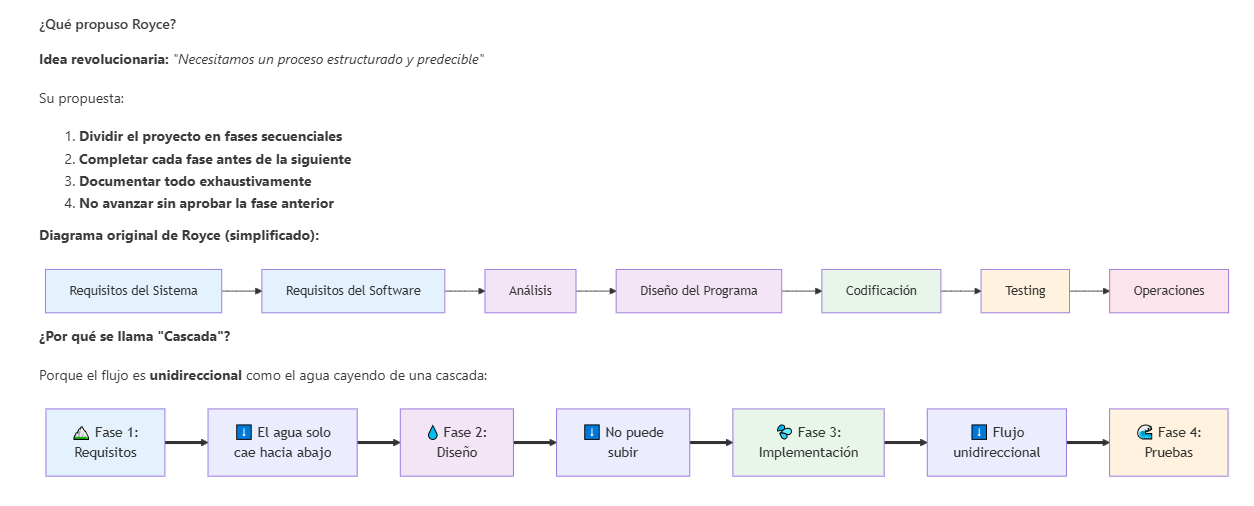 ¿Qué propuso Royce?
Idea revolucionaria: "Necesitamos un proceso estructurado y predecible"
Su propuesta:
1. Dividir el proyecto en fases secuenciales
2. Completar cada fase antes de la siguiente
3. Documentar todo exhaustivamente
4. No avanzar sin aprobar la fase anterior
Diagrama original de Royce (simplificado):
Requisitos del Sistema
Requisitos del Software
Análisis
Diseño del Programa
Codificación
Testing
Operaciones
¿Por qué se llama "Cascada"?
Porque el flujo es unidireccional como el agua cayendo de una cascada:
Fase 1:
Requisitos
El agua solo
cae hacia abajo
Fase 2:
Diseño
No puede
subir
Fase 3:
Implementación
Flujo
unidireccional
Fase 4:
Pruebas